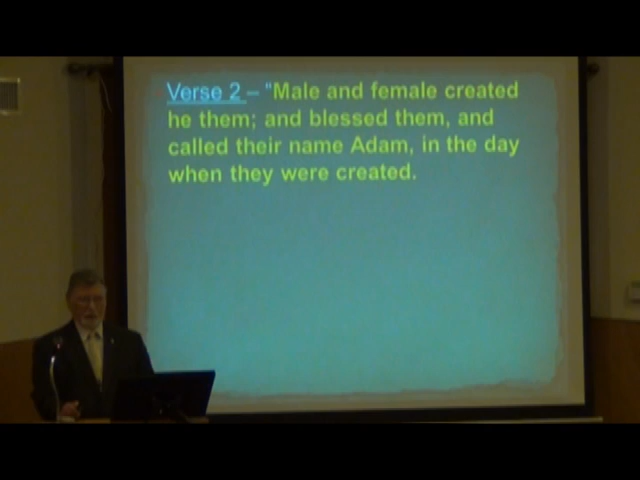 Verse 2 – "Male and female created
he them; and blessed them, and
called their name Adam, in the day
when they were created.